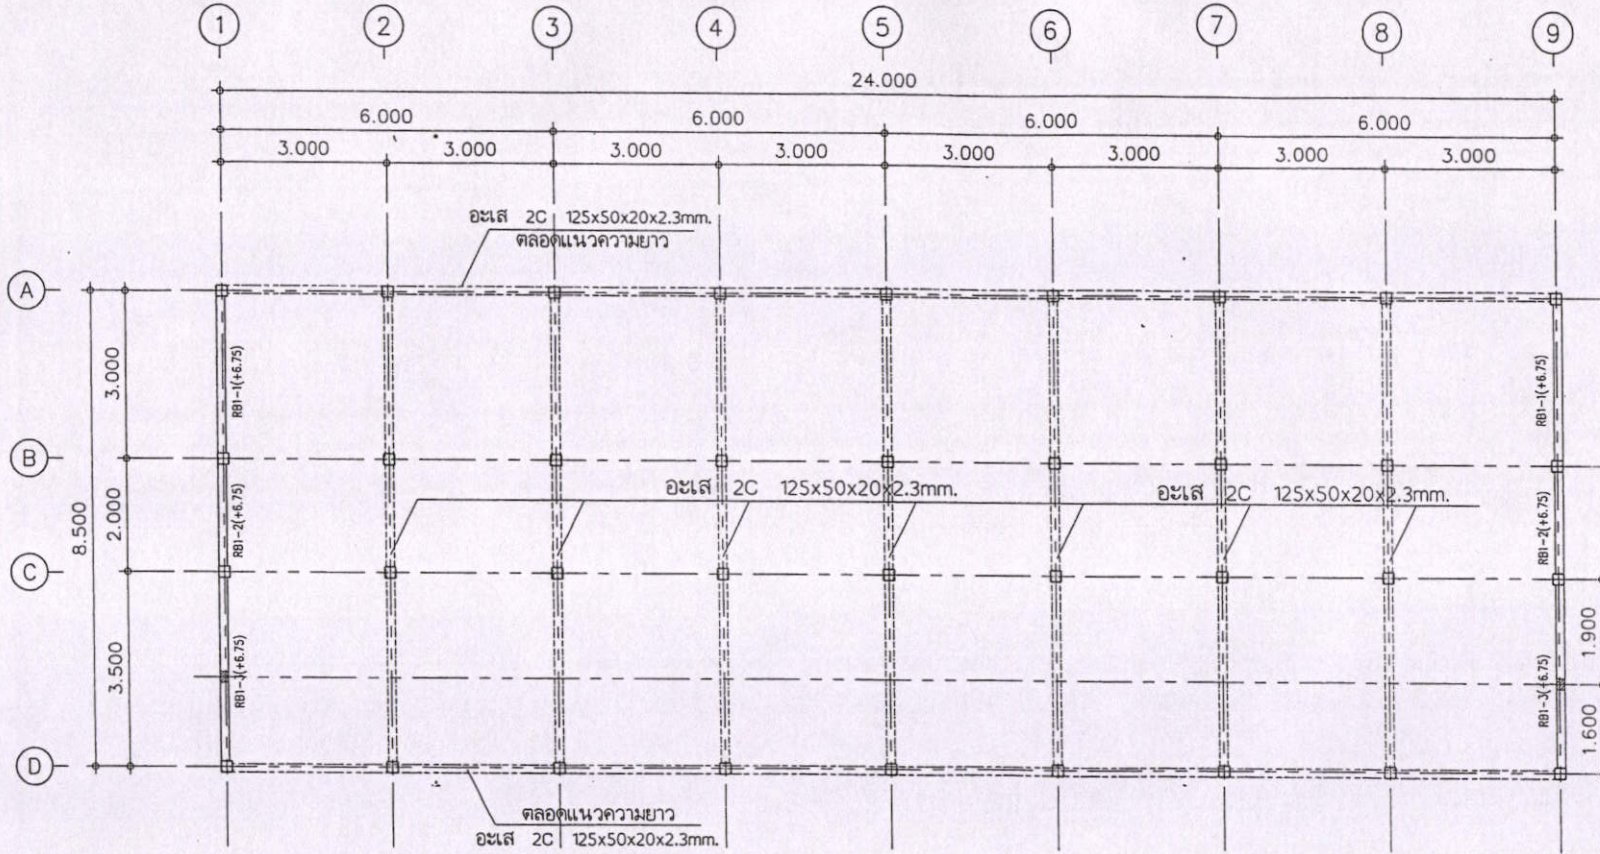 1 2 3 4 5 6 7 8 9
24.000
6.000 6.000 6.000 6.000
3.000 3.000 3.000 3.000 3.000 3.000 3.000 3.000
อะเส 2C 125x50x20x2.3mm.
ตลอดแนวความยาว
A
3.000
RB1-1(+6.75)
RB1-1(+6.75)
B
8.500
2.000
RB1-2(+6.75)
อะเส 2C 125x50x20x2.3mm.
อะเส 2C 125x50x20x2.3mm.
RB1-2(+6.75)
C
3.500
RB1-3(+6.75)
RB1-3(+6.75)
1.900
1.600
D
ตลอดแนวความยาว
อะเส 2C 125x50x20x2.3mm.